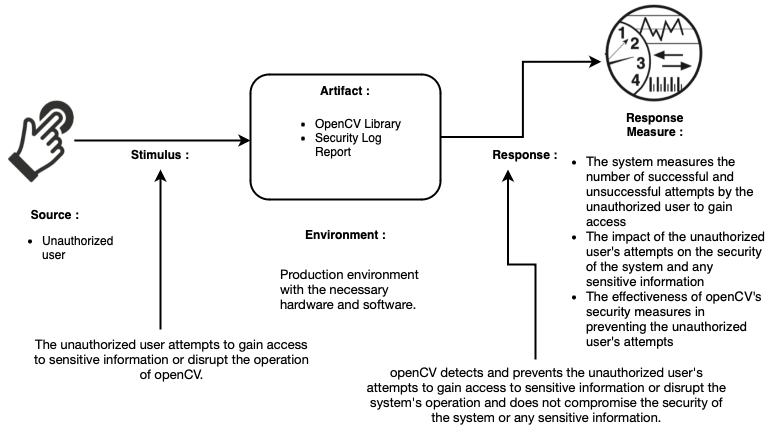 Source :
• Unauthorized
user
Stimulus :
The unauthorized user attempts to gain access
to sensitive information or disrupt the operation
of openCV.
Artifact :
• OpenCV Library
• Security Log
Report
Environment :
Production environment
with the necessary
hardware and software.
Response :
openCV detects and prevents the unauthorized user's
attempts to gain access to sensitive information or disrupt the
system's operation and does not compromise the security of
the system or any sensitive information.
1
2
3
4
Response
Measure :
• The system measures the
number of successful and
unsuccessful attempts by the
unauthorized user to gain
access
• The impact of the unauthorized
user's attempts on the security
of the system and any
sensitive information
• The effectiveness of openCV's
security measures in
preventing the unauthorized
user's attempts